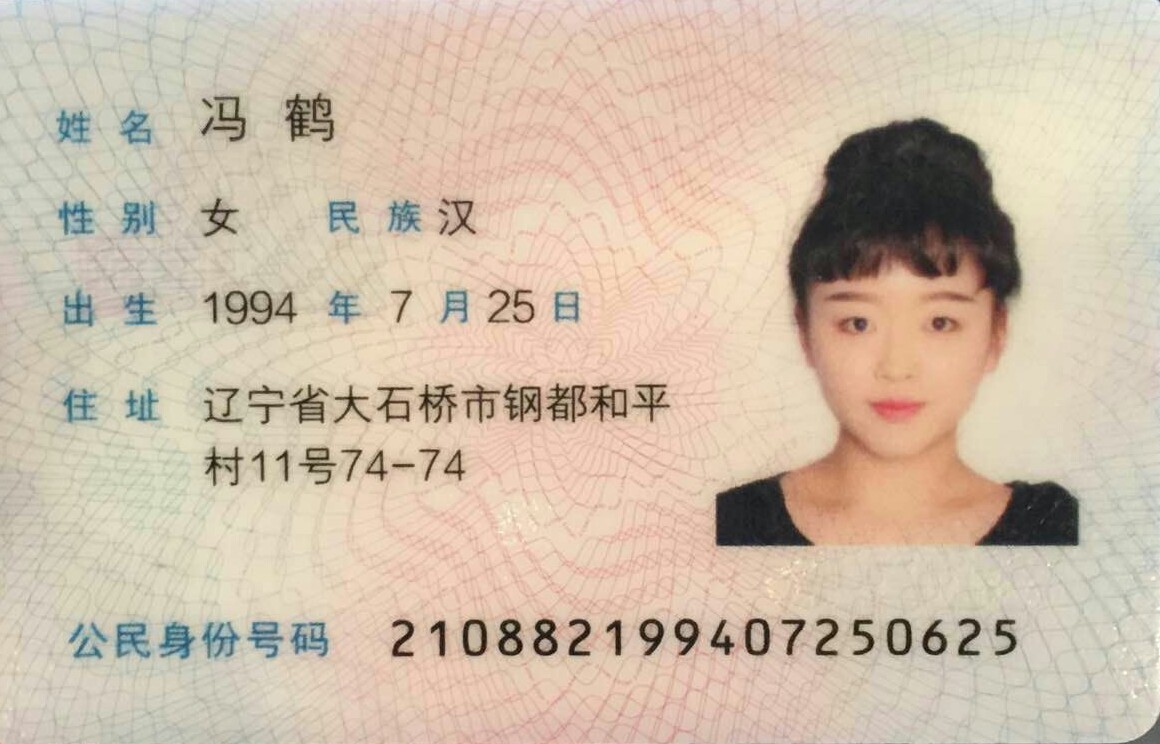 姓名 冯鹤
性别 女 民族 汉
出生 1994 年 7 月 25 日
住址 辽宁省大石桥市钢都和平
村11号74-74
公民身份号码 210882199407250625